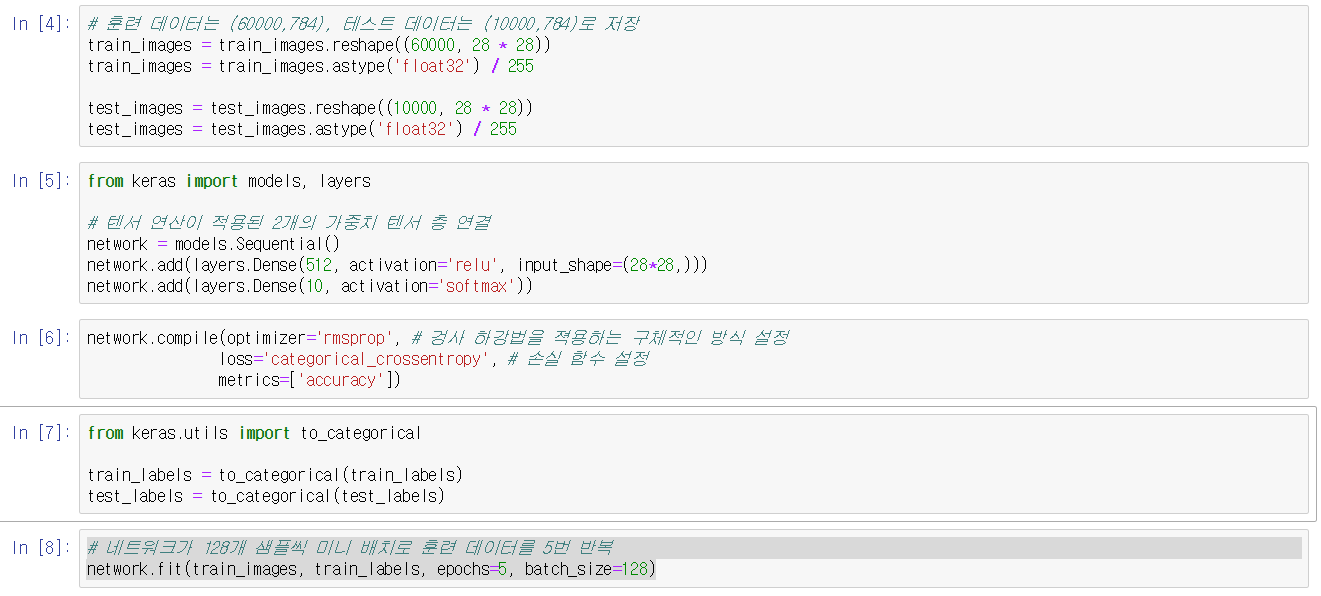 In [4]: # 훈련 데이터는 (60000,784), 테스트 데이터는 (10000,784)로 저장
train_images = train_images.reshape((60000, 28 * 28))
train_images = train_images.astype('float32') / 255
test_images = test_images.reshape((10000, 28 * 28))
test_images = test_images.astype('float32') / 255
In [5]: from keras import models, layers
# 텐서 연산이 적용된 2개의 가중치 텐서 층 연결
network = models.Sequential()
network.add(layers.Dense(512, activation='relu', input_shape=(28*28,)))
network.add(layers.Dense(10, activation='softmax'))
In [6]: network.compile(optimizer='rmsprop', # 경사 하강법을 적용하는 구체적인 방식 설정
loss='categorical_crossentropy', # 손실 함수 설정
metrics=['accuracy'])
In [7]: from keras.utils import to_categorical
train_labels = to_categorical(train_labels)
test_labels = to_categorical(test_labels)
In [8]: # 네트워크가 128개 샘플씩 미니 배치로 훈련 데이터를 5번 반복
network.fit(train_images, train_labels, epochs=5, batch_size=128)